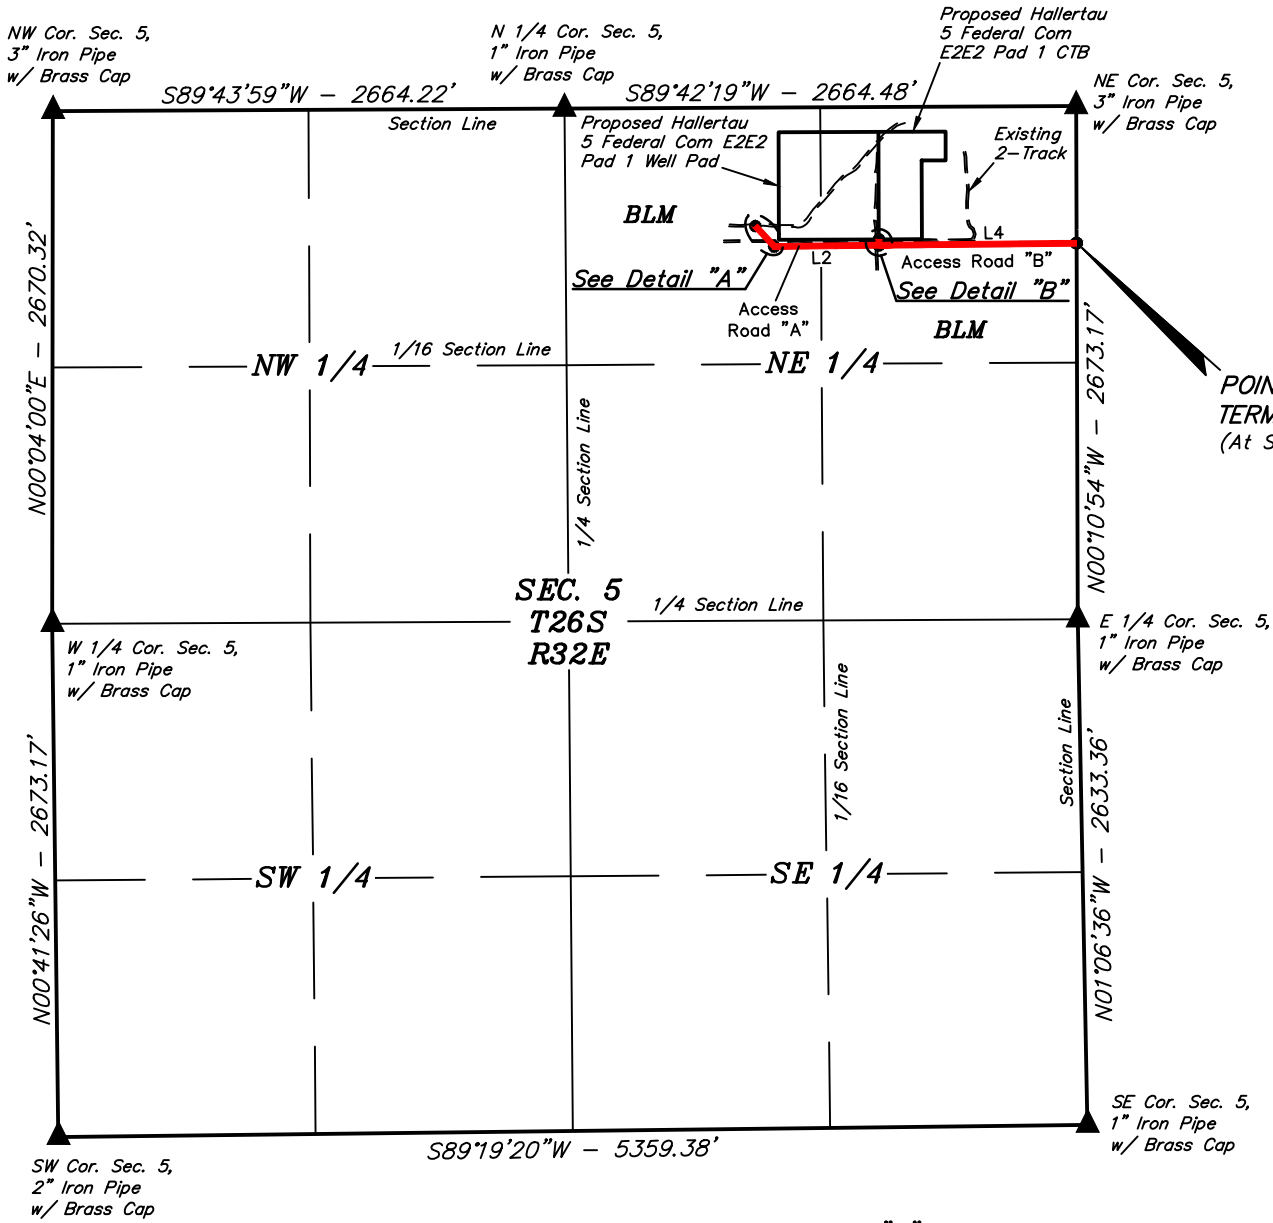 NW Cor. Sec. 5,
3" Iron Pipe
w/ Brass Cap
N 1/4 Cor. Sec. 5,
1" Iron Pipe
w/ Brass Cap
Proposed Hallertau
5 Federal Com
E2E2 Pad 1 CTB
NE Cor. Sec. 5,
3" Iron Pipe
w/ Brass Cap
S89°43'59"W - 2664.22'
S89°42'19"W - 2664.48'
Section Line
Proposed Hallertau
5 Federal Com E2E2
Pad 1 Well Pad
Existing
2-Track
BLM
L4
L2
Access Road "B"
See Detail "A"
See Detail "B"
Access
Road "A"
BLM
N00°04'00"E - 2670.32'
1/16 Section Line
NW 1/4
NE 1/4
N00°10'54"W - 2673.17'
(At S
1/4 Section Line
SEC. 5
T26S
R32E
1/4 Section Line
W 1/4 Cor. Sec. 5,
1" Iron Pipe
w/ Brass Cap
E 1/4 Cor. Sec. 5,
1" Iron Pipe
w/ Brass Cap
1/16 Section Line
Section Line
N00°41'26"W - 2673.17'
N01°06'36"W - 2633.36'
SW 1/4
SE 1/4
S89°19'20"W - 5359.38'
SW Cor. Sec. 5,
2" Iron Pipe
w/ Brass Cap
SE Cor. Sec. 5,
1" Iron Pipe
w/ Brass Cap